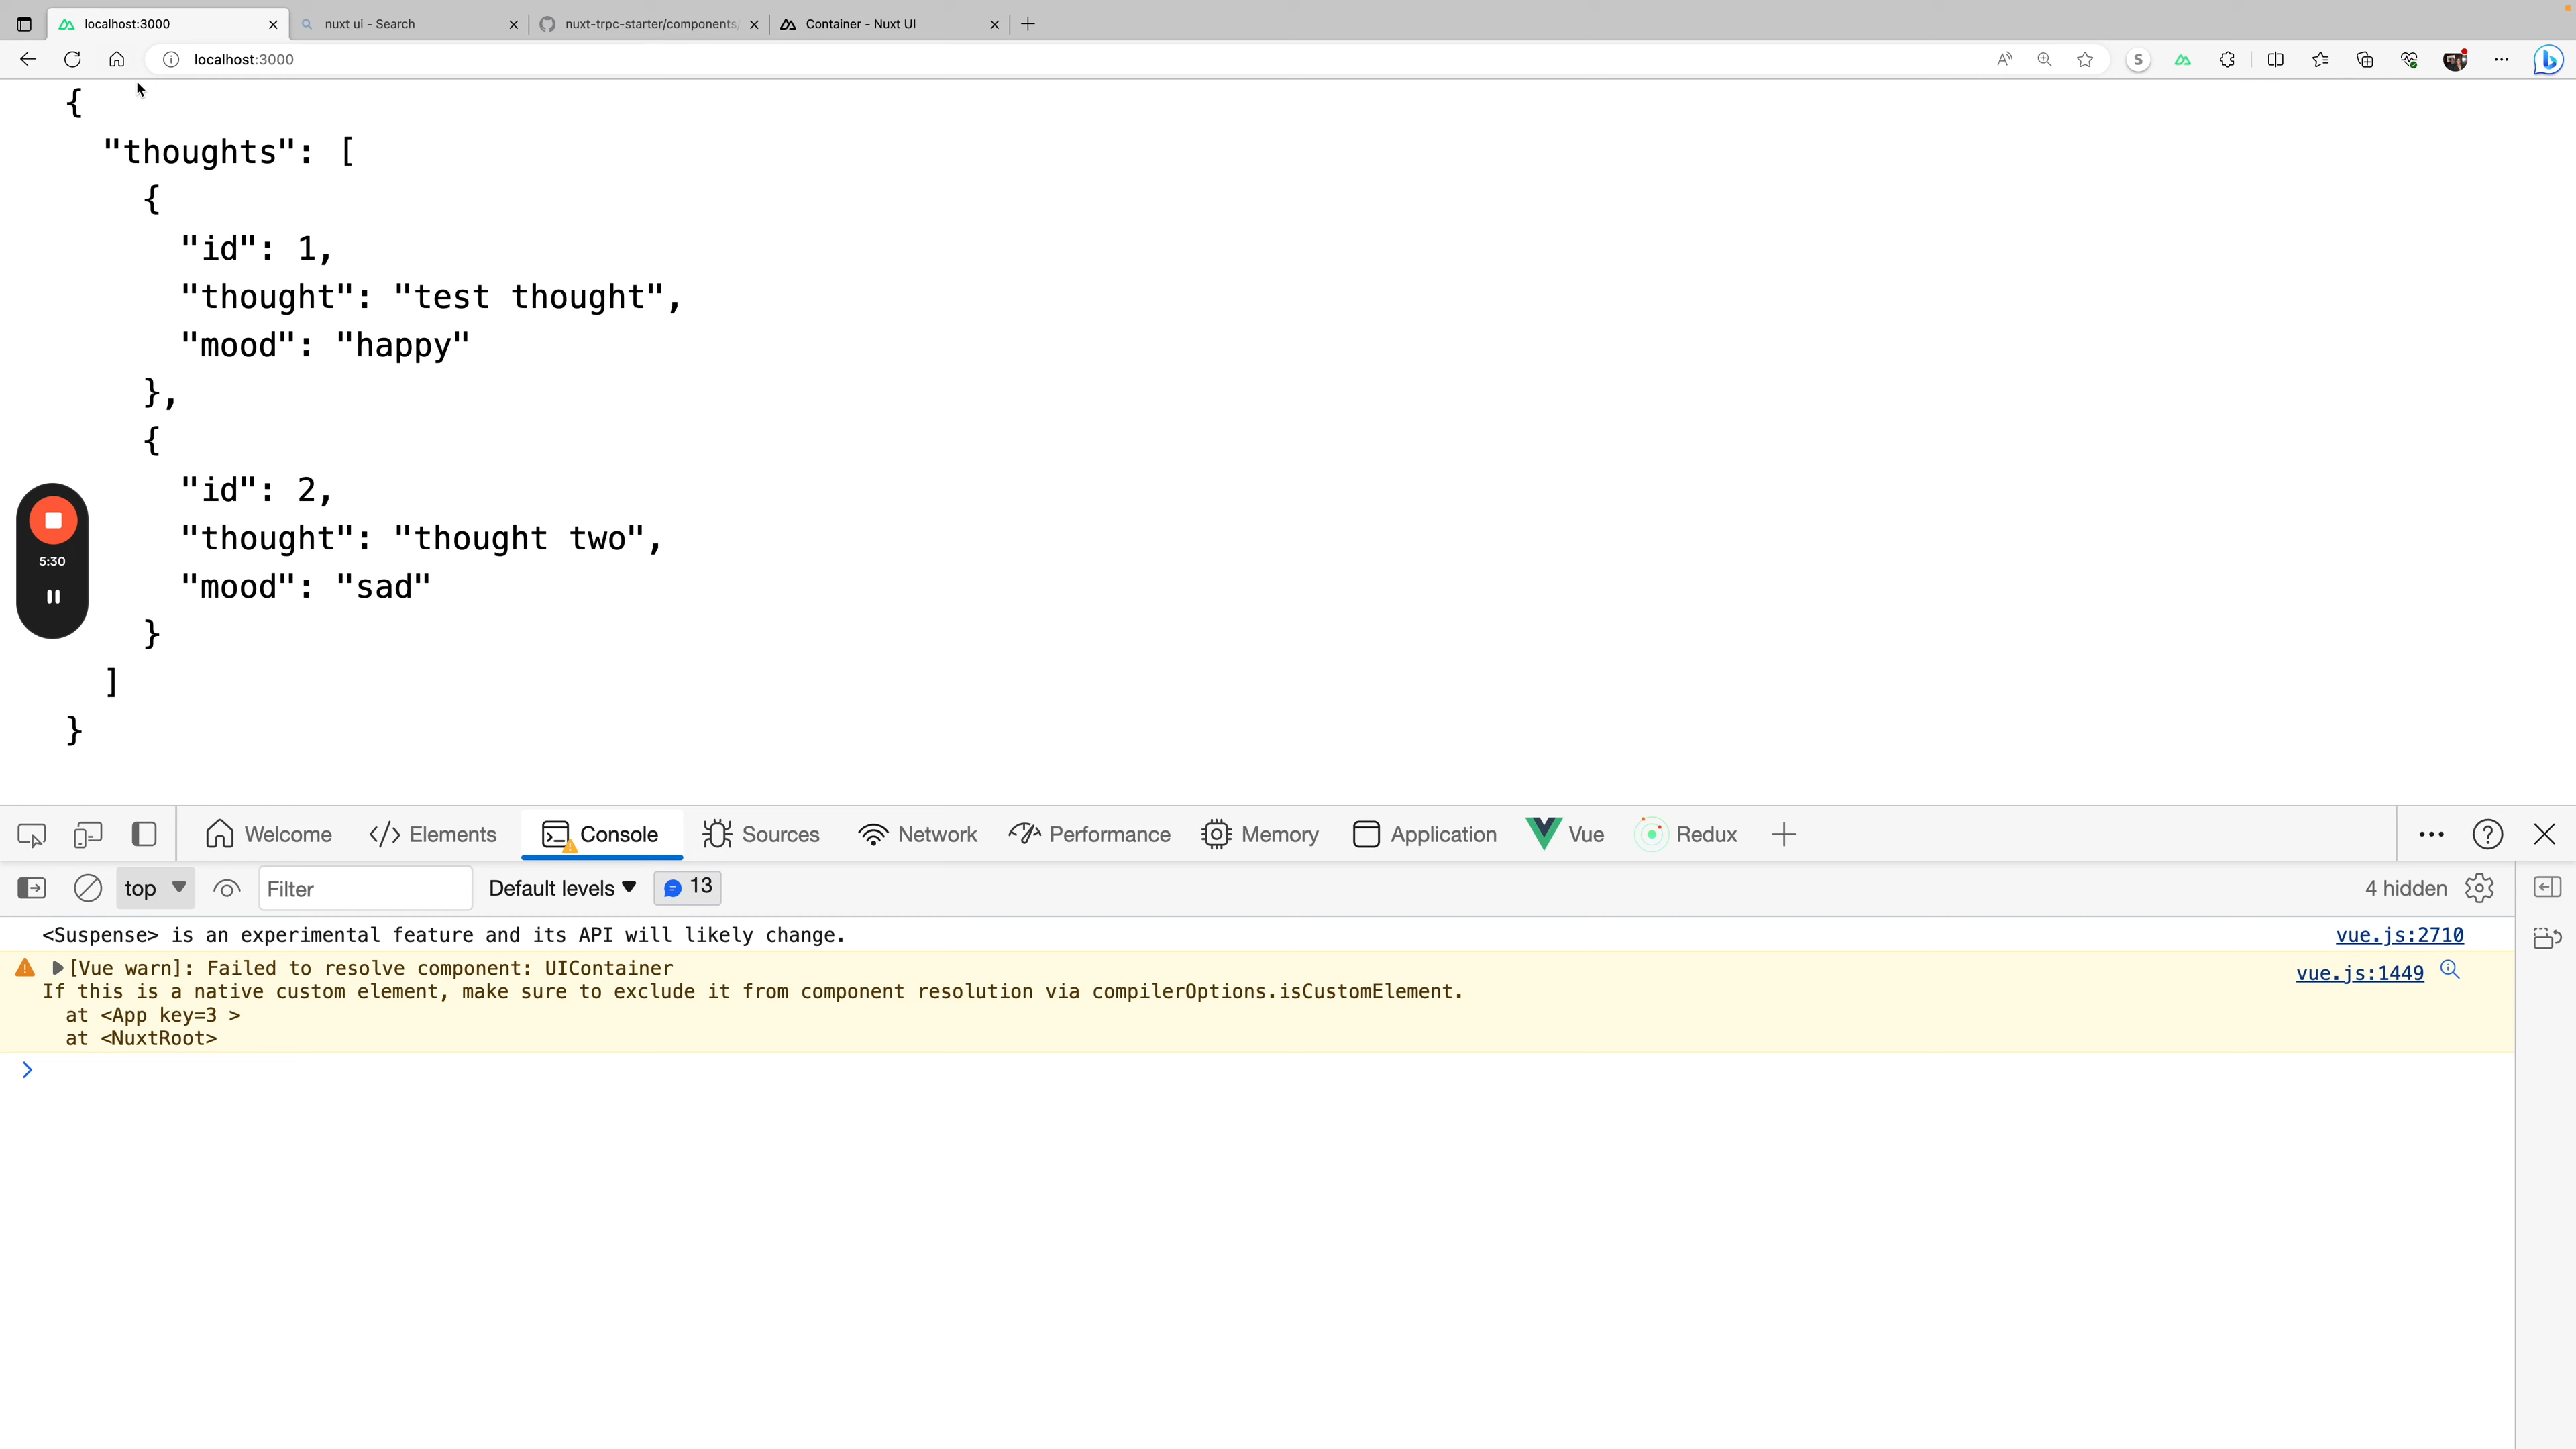 localhost:3000
nuxt ui - Search
nuxt-trpc-starter/components/
Container - Nuxt UI
localhost:3000
{
"thoughts": [
{
"id": 1,
"thought": "test thought",
"mood": "happy"
},
{
"id": 2,
"thought": "thought two",
"mood": "sad"
}
]
}
5:30
Welcome
Elements
Console
Sources
Network
Performance
Memory
Application
Vue
Redux
top
Filter
Default levels
13
4 hidden
<Suspense> is an experimental feature and its API will likely change. vue.js:2710
[Vue warn]: Failed to resolve component: UIContainer vue.js:1449
If this is a native custom element, make sure to exclude it from component resolution via compilerOptions.isCustomElement.
at <App key=3 >
at <NuxtRoot>